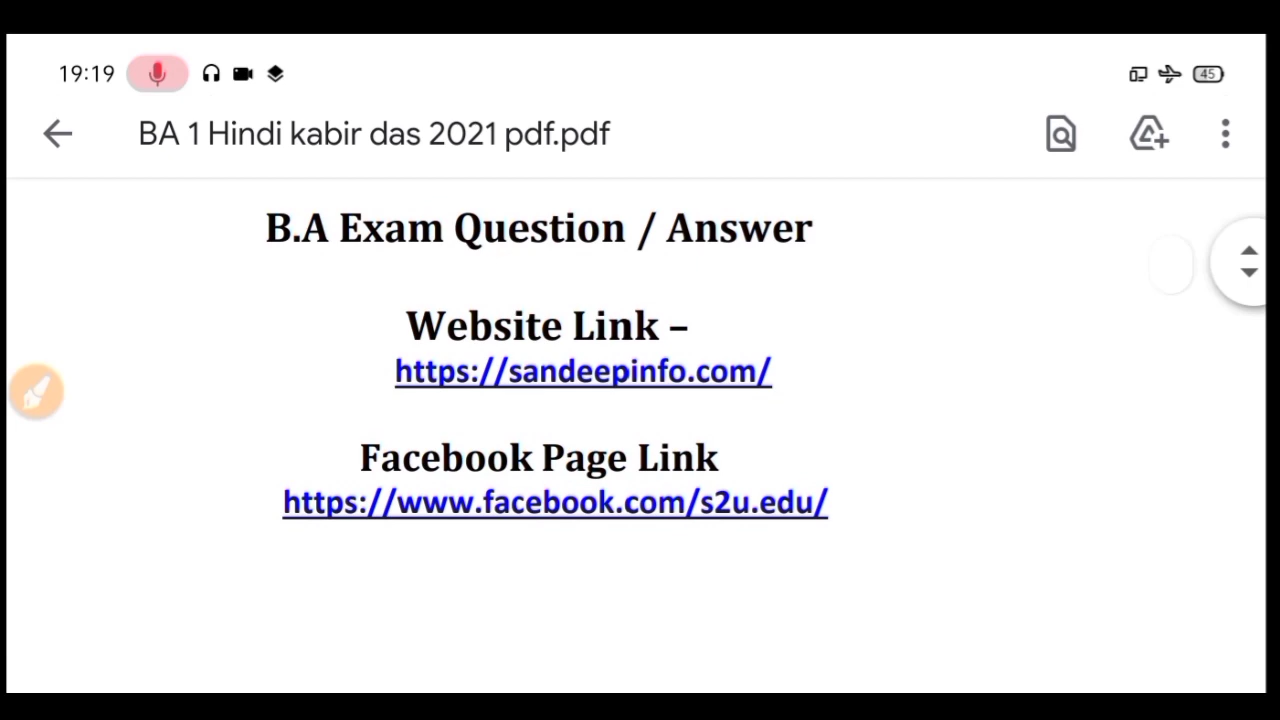 19:19
45
BA 1 Hindi kabir das 2021 pdf.pdf
B.A Exam Question / Answer
Website Link –
https://sandeepinfo.com/
Facebook Page Link
https://www.facebook.com/s2u.edu/